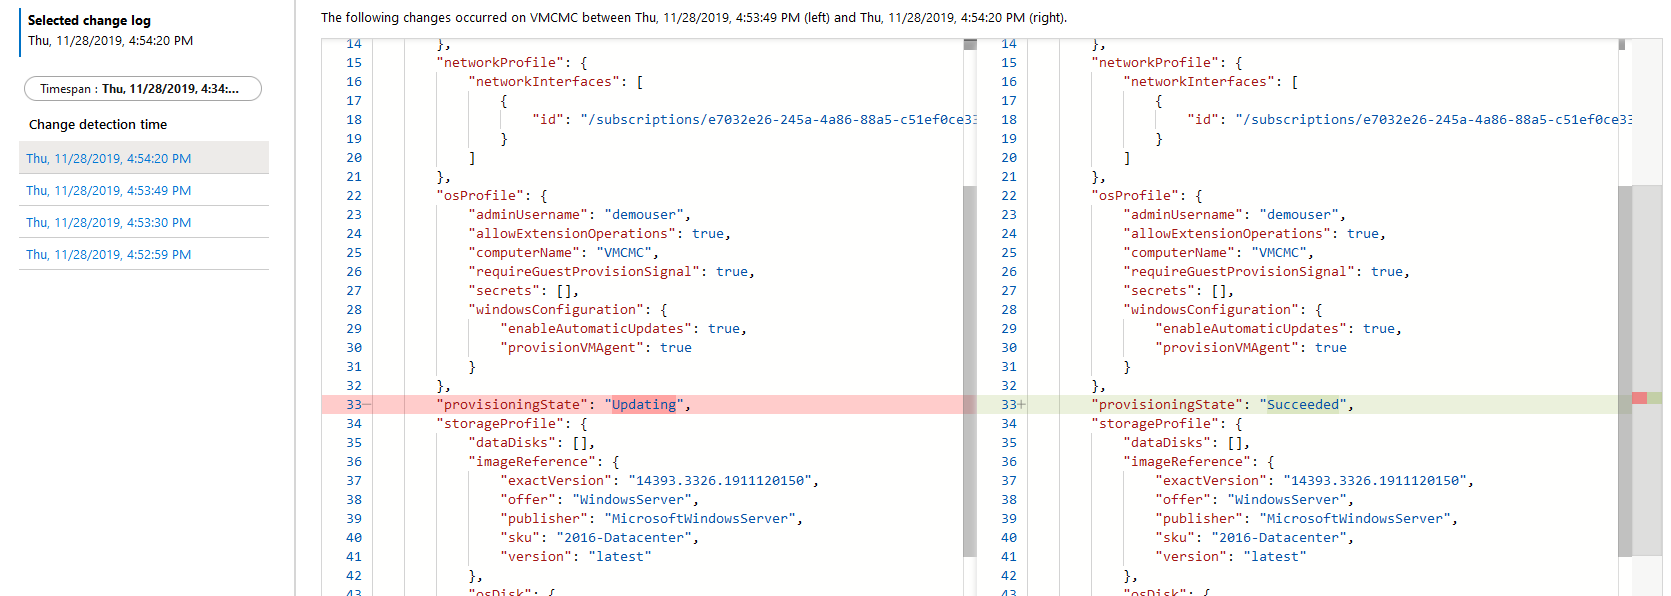 Selected change log
Thu, 11/28/2019, 4:54:20 PM
Timespan : Thu, 11/28/2019, 4:34:...
Change detection time
Thu, 11/28/2019, 4:54:20 PM
Thu, 11/28/2019, 4:53:49 PM
Thu, 11/28/2019, 4:53:30 PM
Thu, 11/28/2019, 4:52:59 PM
The following changes occurred on VMCMC between Thu, 11/28/2019, 4:53:49 PM (left) and Thu, 11/28/2019, 4:54:20 PM (right).
14 },
15 "networkProfile": {
16 "networkInterfaces": [
17 {
18 "id": "/subscriptions/e7032e26-245a-4a86-88a5-c51ef0ce33
19 }
20 ]
21 },
22 "osProfile": {
23 "adminUsername": "demouser",
24 "allowExtensionOperations": true,
25 "computerName": "VMCMC",
26 "requireGuestProvisionSignal": true,
27 "secrets": [],
28 "windowsConfiguration": {
29 "enableAutomaticUpdates": true,
30 "provisionVMAgent": true
31 }
32 },
33− "provisioningState": "Updating",
34 "storageProfile": {
35 "dataDisks": [],
36 "imageReference": {
37 "exactVersion": "14393.3326.1911120150",
38 "offer": "WindowsServer",
39 "publisher": "MicrosoftWindowsServer",
40 "sku": "2016-Datacenter",
41 "version": "latest"
42 },
43 "osDisk": {
14 },
15 "networkProfile": {
16 "networkInterfaces": [
17 {
18 "id": "/subscriptions/e7032e26-245a-4a86-88a5-c51ef0ce33
19 }
20 ]
21 },
22 "osProfile": {
23 "adminUsername": "demouser",
24 "allowExtensionOperations": true,
25 "computerName": "VMCMC",
26 "requireGuestProvisionSignal": true,
27 "secrets": [],
28 "windowsConfiguration": {
29 "enableAutomaticUpdates": true,
30 "provisionVMAgent": true
31 }
32 },
33+ "provisioningState": "Succeeded",
34 "storageProfile": {
35 "dataDisks": [],
36 "imageReference": {
37 "exactVersion": "14393.3326.1911120150",
38 "offer": "WindowsServer",
39 "publisher": "MicrosoftWindowsServer",
40 "sku": "2016-Datacenter",
41 "version": "latest"
42 },
43 "osDisk": {